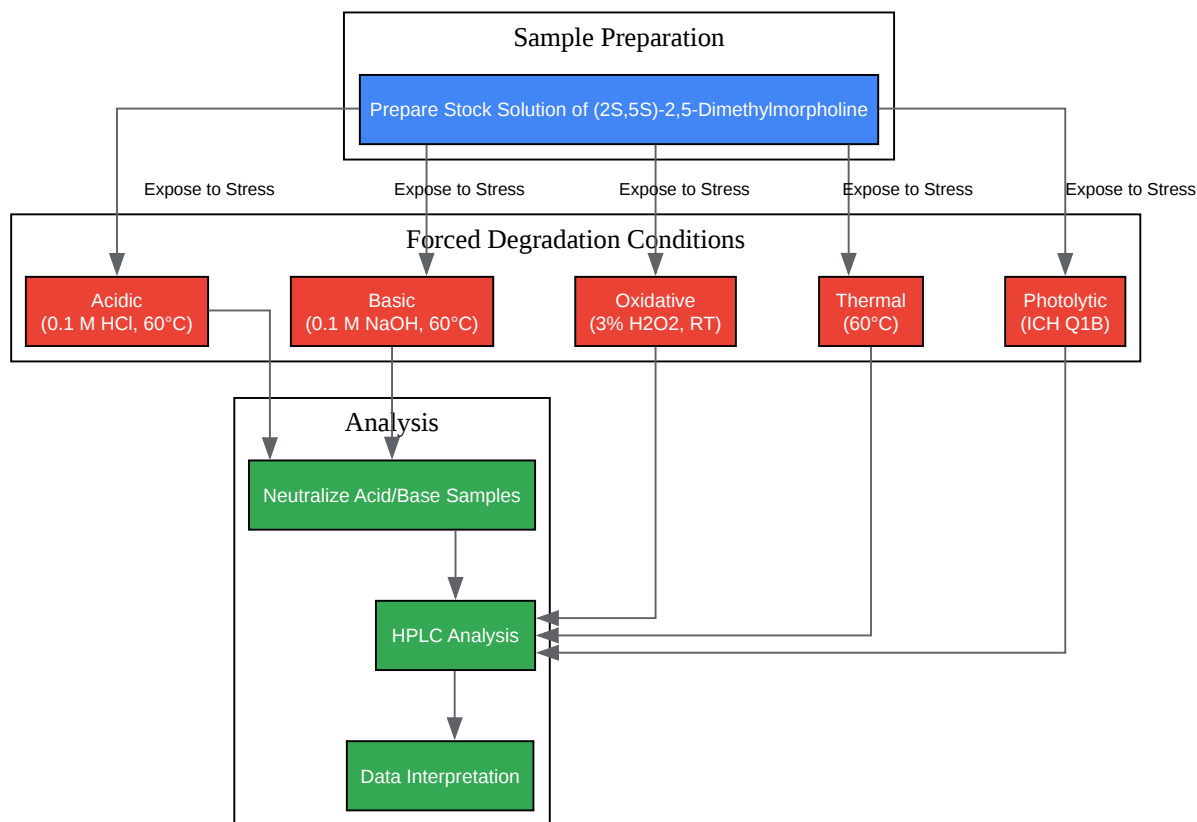 Sample Preparation
Prepare Stock Solution of (2S,5S)-2,5-Dimethylmorpholine
Expose to Stress
Expose to Stress
Expose to Stress
Expose to Stress
Expose to Stress
Forced Degradation Conditions
Acidic
(0.1 M HCl, 60°C)
Basic
(0.1 M NaOH, 60°C)
Oxidative
(3% H2O2, RT)
Thermal
(60°C)
Photolytic
(ICH Q1B)
Analysis
Neutralize Acid/Base Samples
HPLC Analysis
Data Interpretation